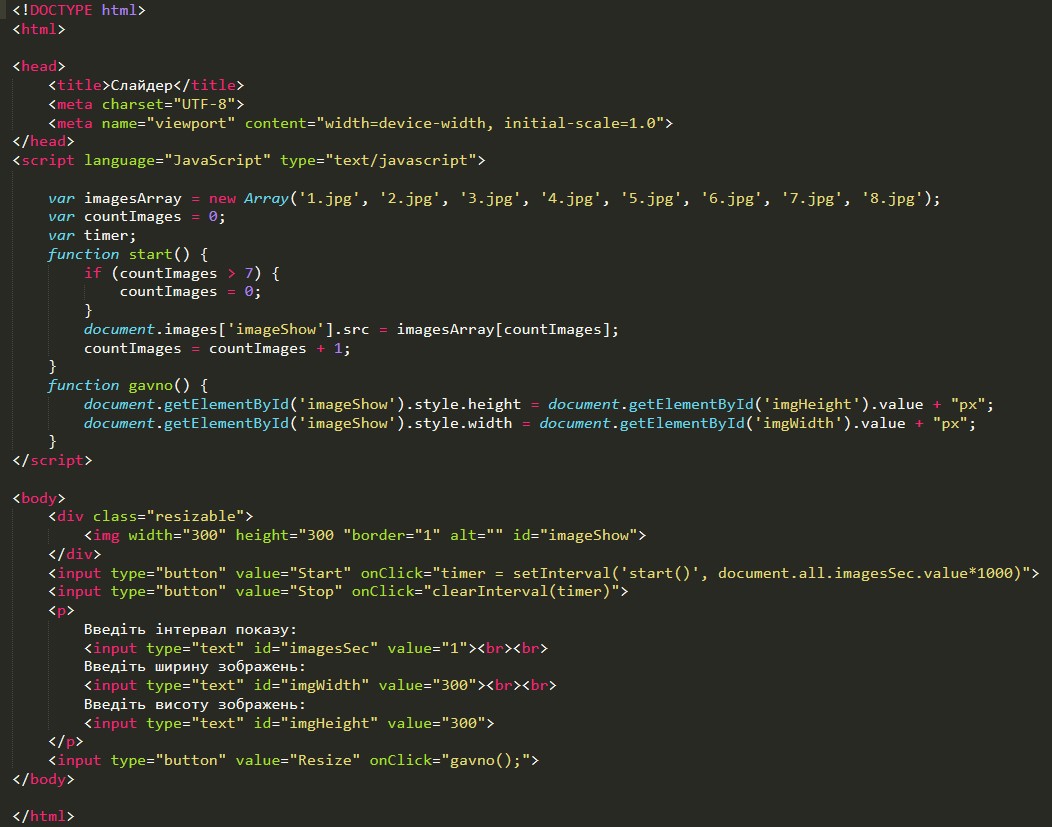 <!DOCTYPE html>
<html>
<head>
<title>Слайдер</title>
<meta charset="UTF-8">
<meta name="viewport" content="width=device-width, initial-scale=1.0">
</head>
<script language="JavaScript" type="text/javascript">
var imagesArray = new Array('1.jpg', '2.jpg', '3.jpg', '4.jpg', '5.jpg', '6.jpg', '7.jpg', '8.jpg');
var countImages = 0;
var timer;
function start() {
if (countImages > 7) {
countImages = 0;
}
document.images['imageShow'].src = imagesArray[countImages];
countImages = countImages + 1;
}
function gavno() {
document.getElementById('imageShow').style.height = document.getElementById('imgHeight').value + "px";
document.getElementById('imageShow').style.width = document.getElementById('imgWidth').value + "px";
}
</script>
<body>
<div class="resizable">
<img width="300" height="300 "border="1" alt="" id="imageShow">
</div>
<input type="button" value="Start" onClick="timer = setInterval('start()', document.all.imagesSec.value*1000)">
<input type="button" value="Stop" onClick="clearInterval(timer)">
<p>
Введіть інтервал показу:
<input type="text" id="imagesSec" value="1"><br><br>
Введіть ширину зображень:
<input type="text" id="imgWidth" value="300"><br><br>
Введіть висоту зображень:
<input type="text" id="imgHeight" value="300">
</p>
<input type="button" value="Resize" onClick="gavno();">
</body>
</html>